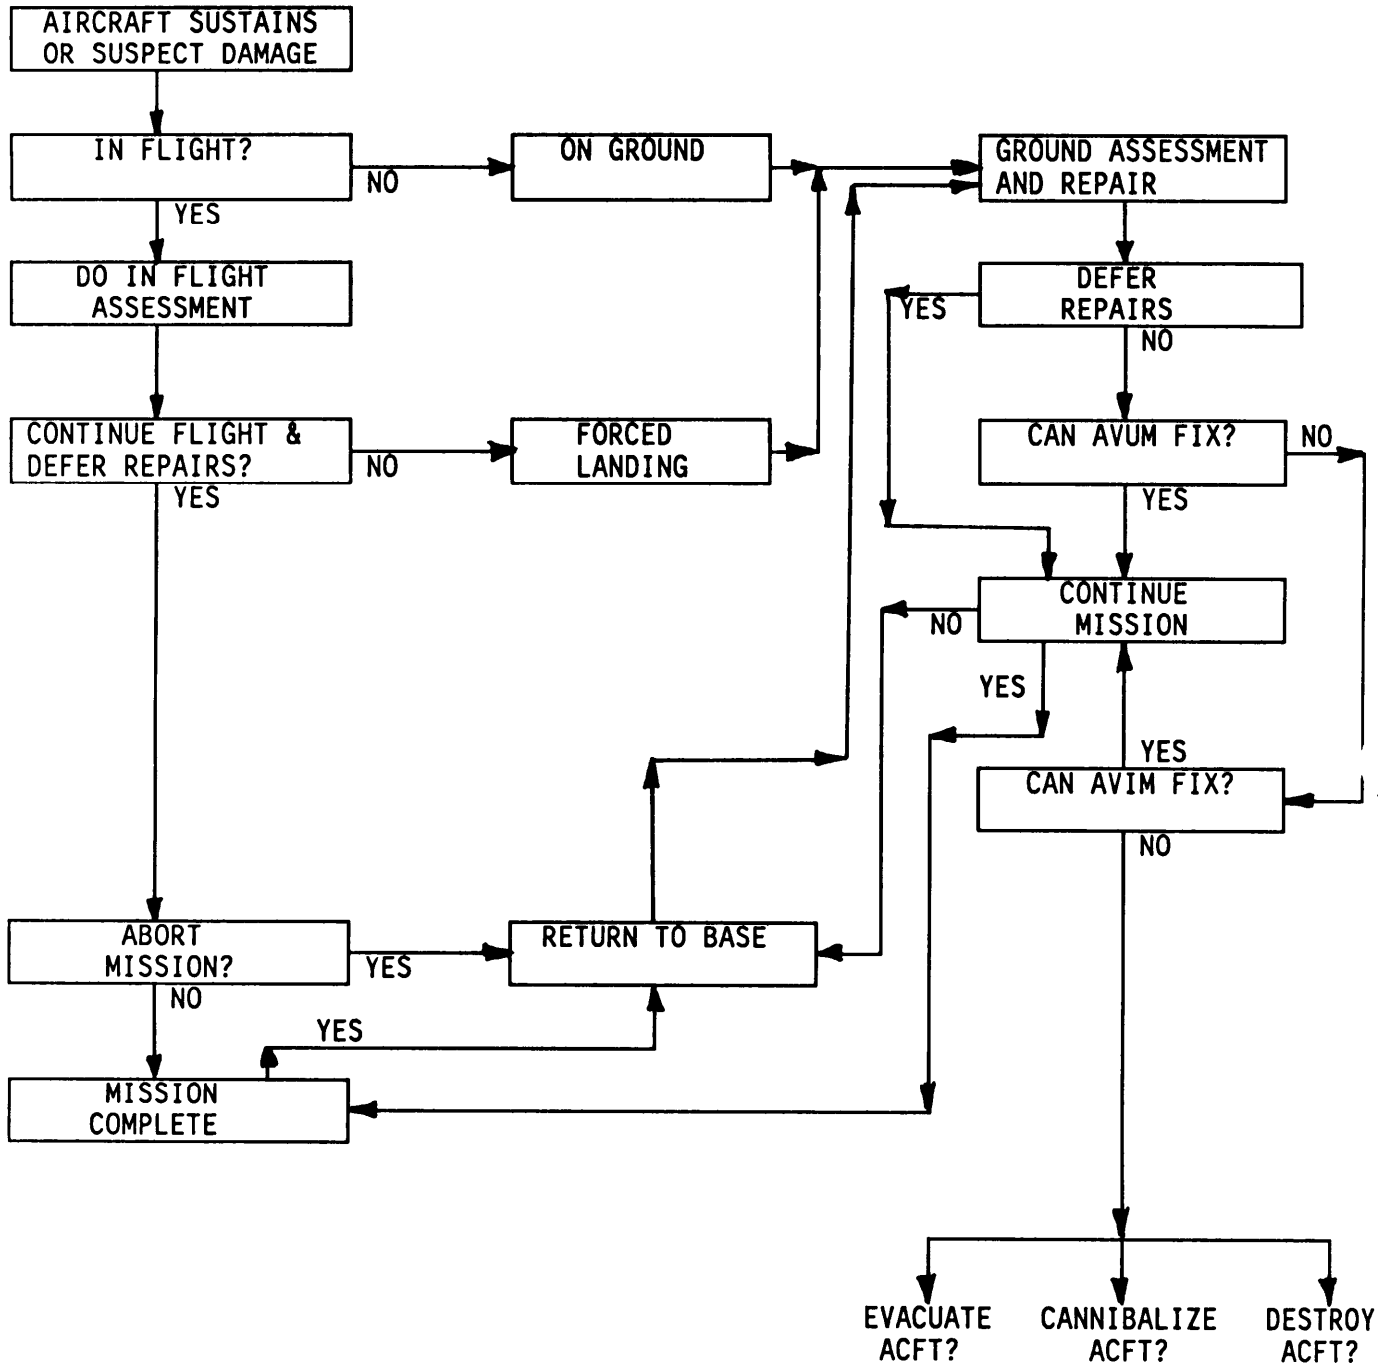 AIRCRAFT SUSTAINS
OR SUSPECT DAMAGE
IN FLIGHT?
NO
YES
ON GROUND
GROUND ASSESSMENT
AND REPAIR
DO IN FLIGHT
ASSESSMENT
DEFER
REPAIRS
YES
NO
CONTINUE FLIGHT &
DEFER REPAIRS?
NO
YES
FORCED
LANDING
CAN AVUM FIX?
NO
YES
CONTINUE
MISSION
NO
YES
YES
CAN AVIM FIX?
NO
ABORT
MISSION?
YES
NO
RETURN TO BASE
YES
MISSION
COMPLETE
EVACUATE
ACFT?
CANNIBALIZE
ACFT?
DESTROY
ACFT?